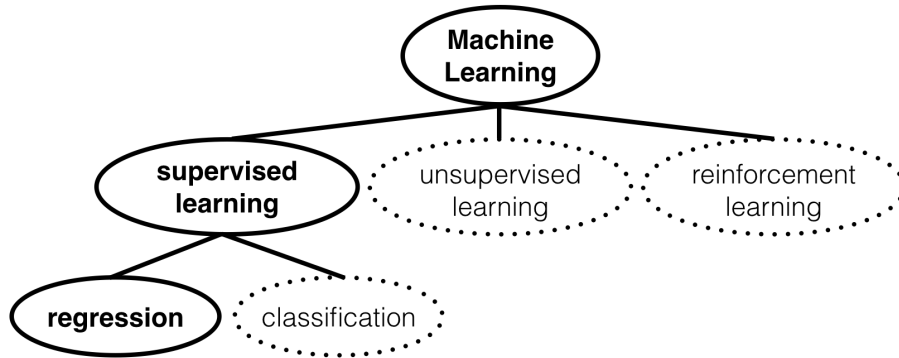 Machine
Learning
supervised
learning
unsupervised
learning
reinforcement
learning
regression
classification